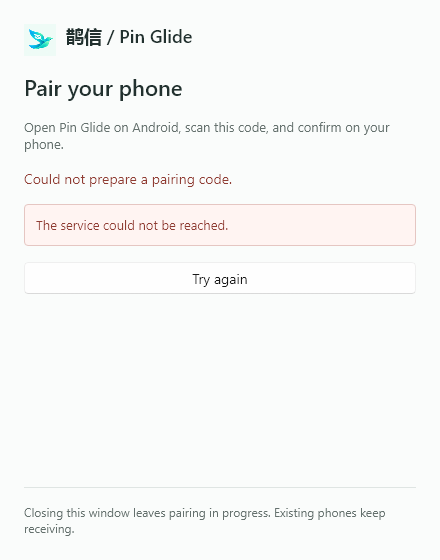 鹊信 / Pin Glide
Pair your phone
Open Pin Glide on Android, scan this code, and confirm on your
phone.
Could not prepare a pairing code.
The service could not be reached.
Try again
Closing this window leaves pairing in progress. Existing phones keep
receiving.